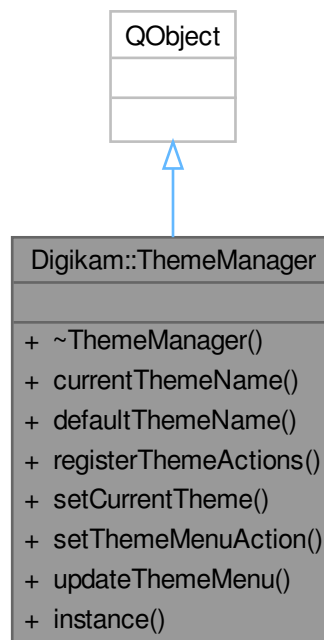 QObject
Digikam::ThemeManager
+ ~ThemeManager()
+ currentThemeName()
+ defaultThemeName()
+ registerThemeActions()
+ setCurrentTheme()
+ setThemeMenuAction()
+ updateThemeMenu()
+ instance()